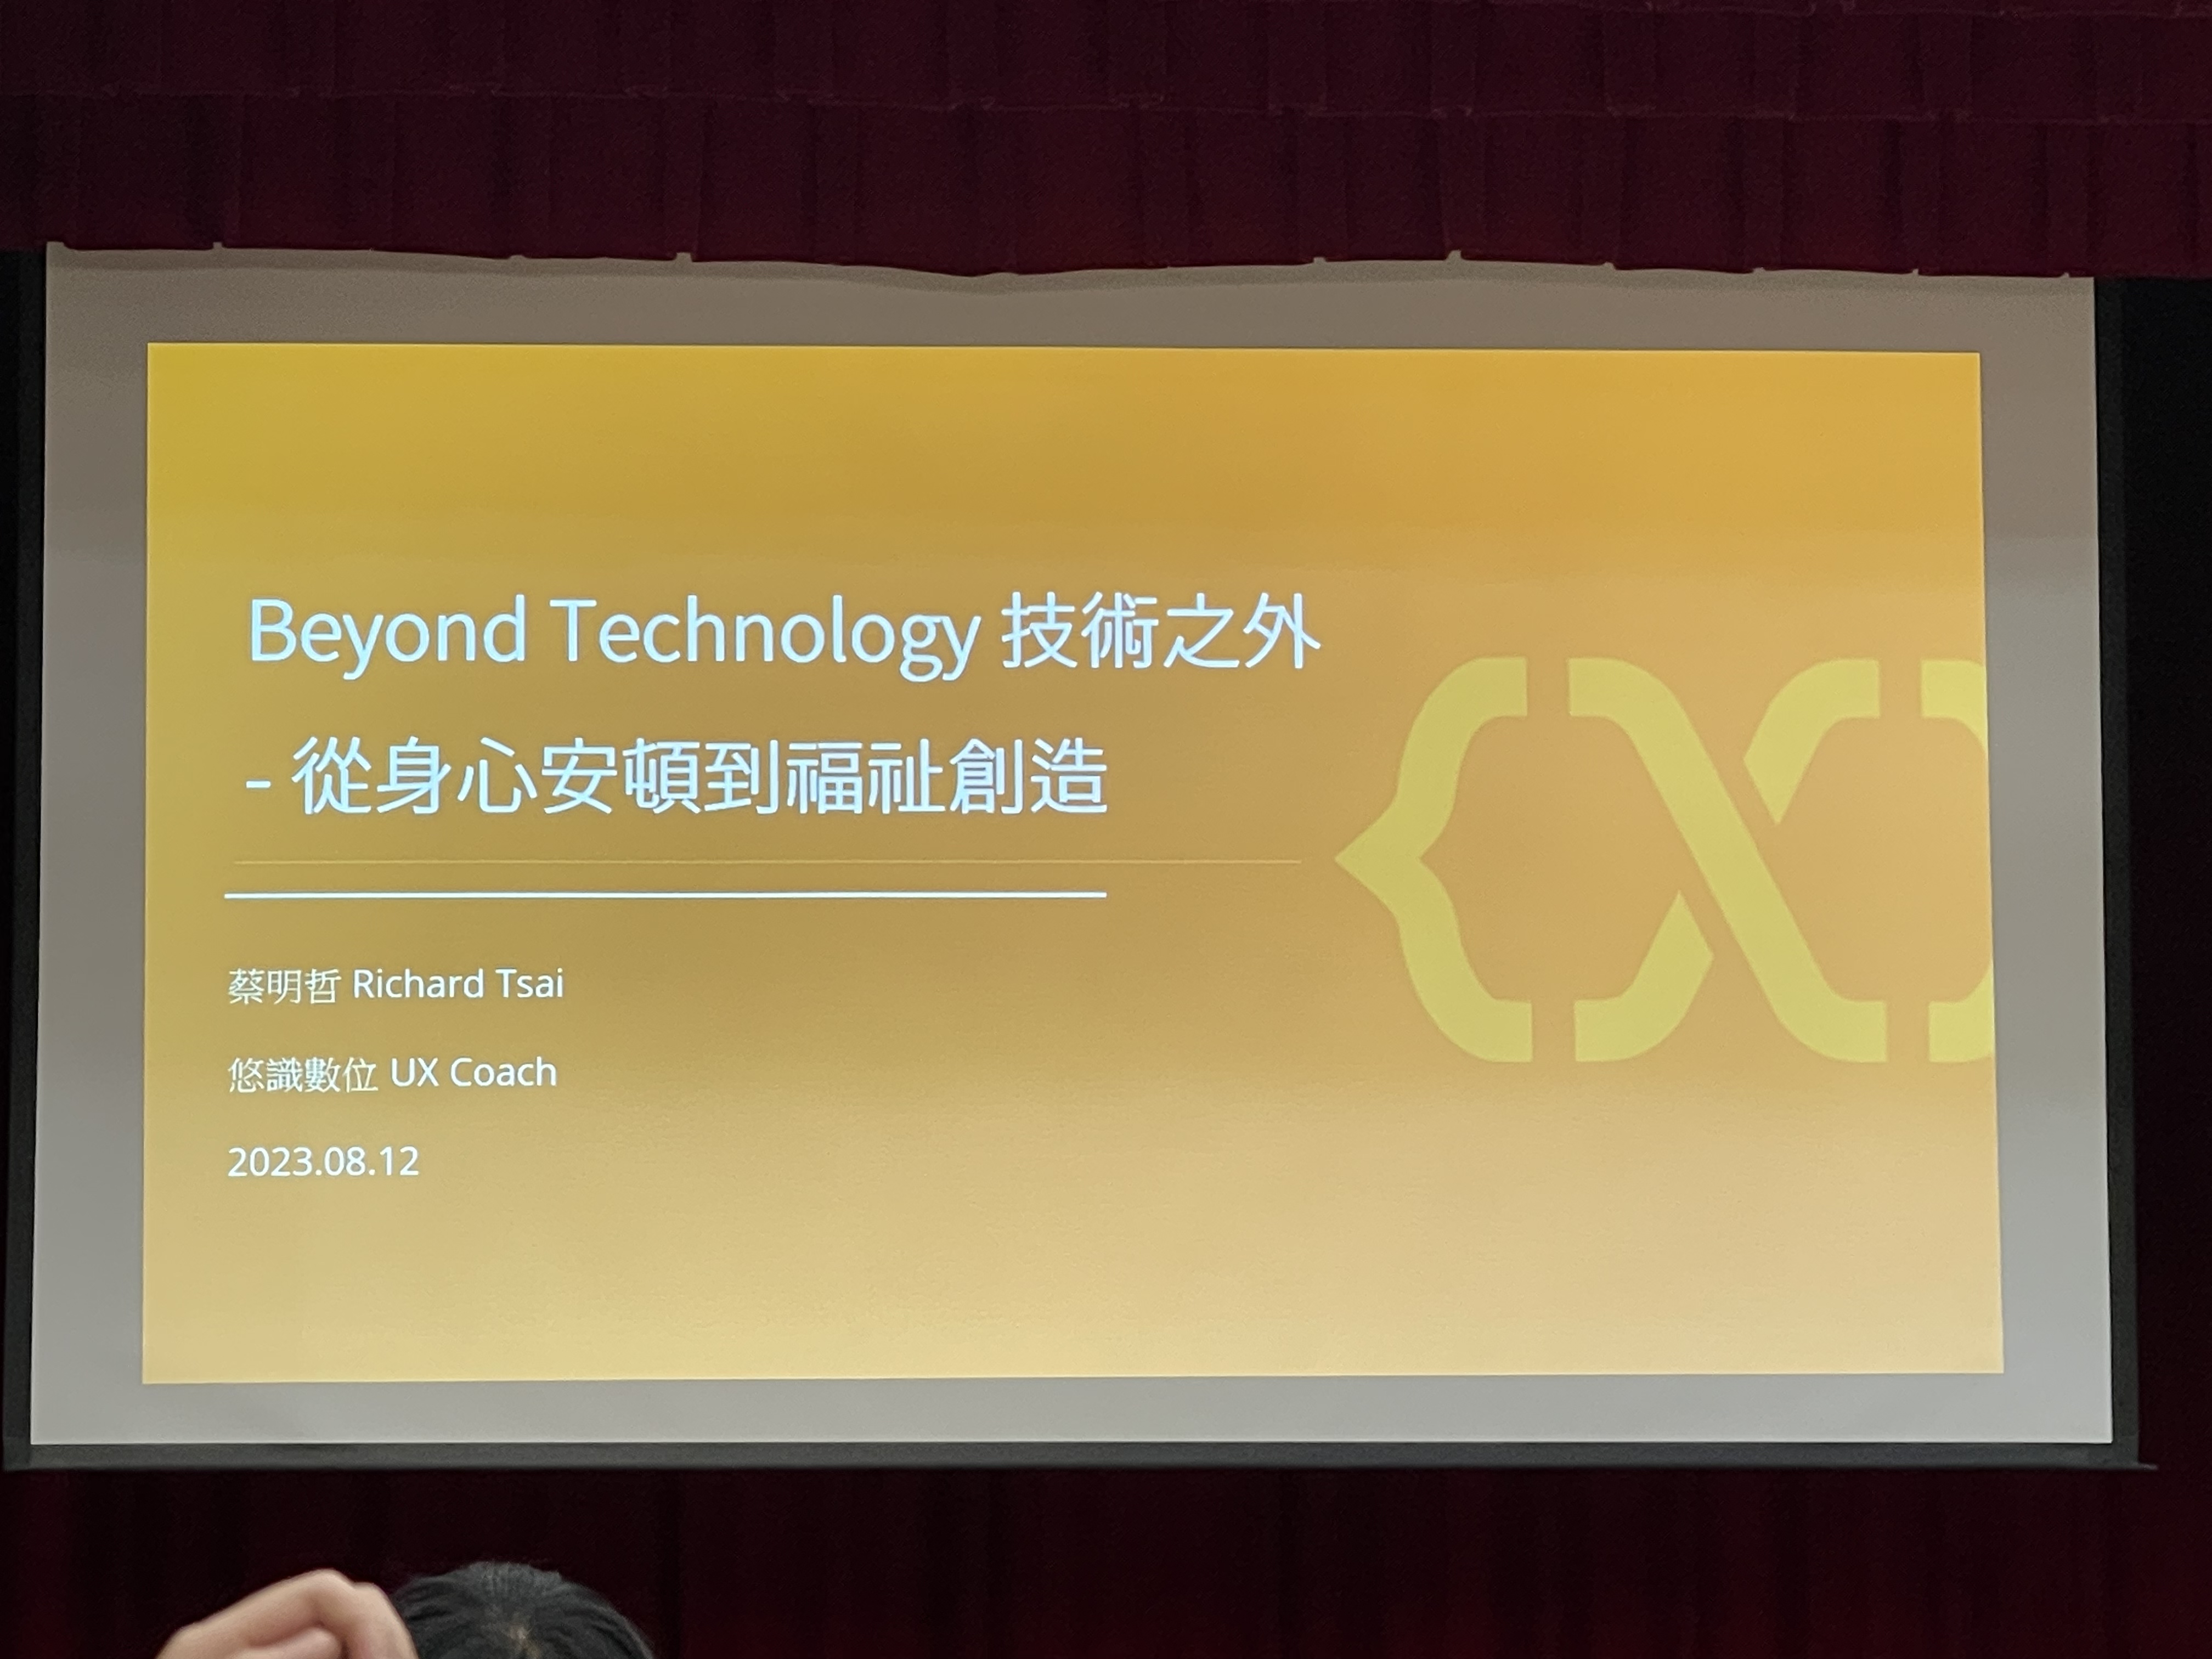 Beyond Technology 技術之外
- 從身心安頓到福祉創造
蔡明哲 Richard Tsai
悠識數位 UX Coach
2023.08.12